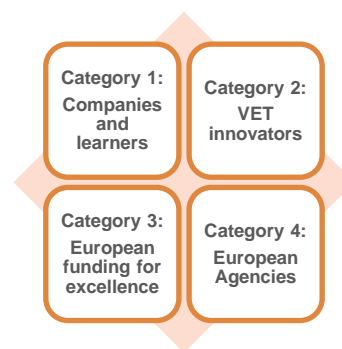 Category 1:
Companies
and
learners
Category 2:
VET
innovators
Category 3:
European
funding for
excellence
Category 4:
European
Agencies